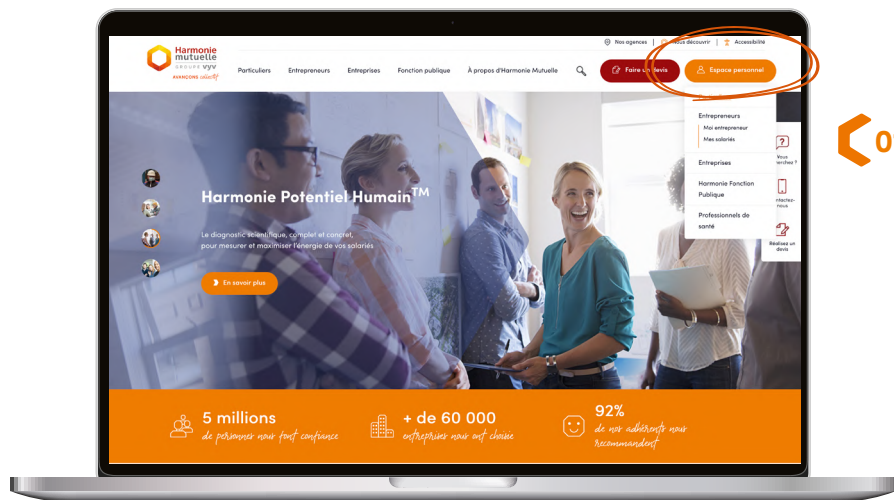 Harmonie
mutuelle
GROUPE vyv
AVANÇONS collectif
Nos agences
Nous découvrir
Accessibilité
Particuliers
Entrepreneurs
Entreprises
Fonction publique
À propos d'Harmonie Mutuelle
Faire un devis
Espace personnel
Entrepreneurs
Moi entrepreneur
Mes salariés
Entreprises
Harmonie Fonction
Publique
Professionnels de
santé
?
Vous
nous
Réalisez un
devis
Harmonie Potentiel Humain™
Le diagnostic scientifique, complet et concret,
pour mesurer et maximiser l'énergie de vos salariés
En savoir plus
5 millions
de personnes nous font confiance
+ de 60 000
entreprises nous ont choisie
92%
de nos adhérents nous
recommandent
0